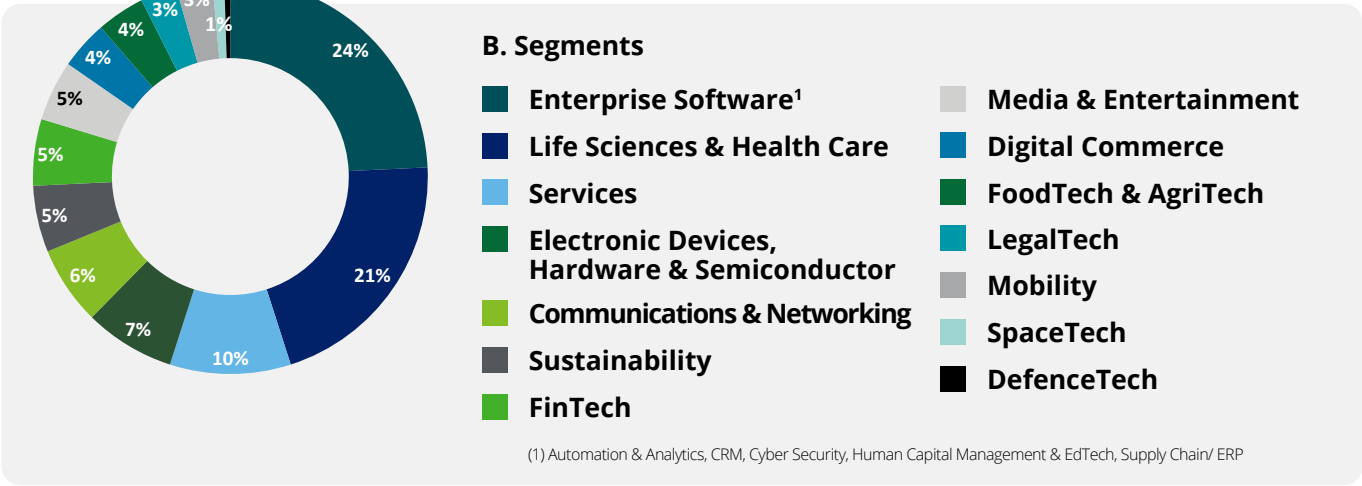 3%
3%
1%
4%
24%
4%
5%
5%
5%
21%
6%
7%
10%
B. Segments
Enterprise Software¹
Life Sciences & Health Care
Services
Electronic Devices,
Hardware & Semiconductor
Communications & Networking
Sustainability
FinTech
Media & Entertainment
Digital Commerce
FoodTech & AgriTech
LegalTech
Mobility
SpaceTech
DefenceTech
(1) Automation & Analytics, CRM, Cyber Security, Human Capital Management & EdTech, Supply Chain/ ERP